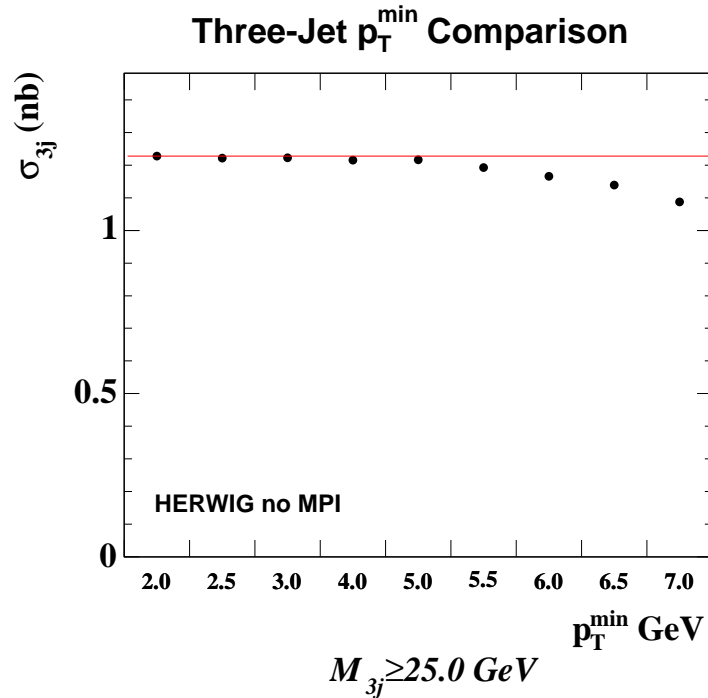 Three-Jet p_T^min Comparison
σ_3j (nb)
1
0.5
0
HERWIG no MPI
2.0 2.5 3.0 4.0 5.0 5.5 6.0 6.5 7.0
p_T^min GeV
M_3j≥25.0 GeV